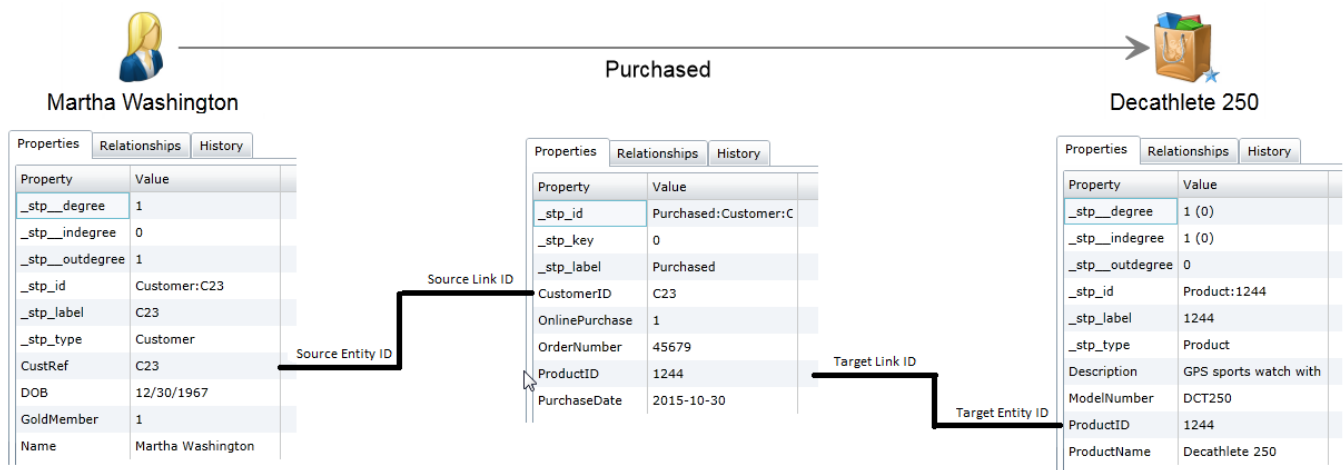 Purchased
Martha Washington
Decathlete 250
Properties Relationships History
Property Value
_stp__degree 1
_stp__indegree 0
_stp__outdegree 1
_stp_id Customer:C23
_stp_label C23
_stp_type Customer
CustRef C23
DOB 12/30/1967
GoldMember 1
Name Martha Washington
Source Entity ID
Source Link ID
Properties Relationships History
Property Value
_stp_id Purchased:Customer:C
_stp_key 0
_stp_label Purchased
CustomerID C23
OnlinePurchase 1
OrderNumber 45679
ProductID 1244
PurchaseDate 2015-10-30
Target Link ID
Target Entity ID
Properties Relationships History
Property Value
_stp__degree 1 (0)
_stp__indegree 1 (0)
_stp__outdegree 0
_stp_id Product:1244
_stp_label 1244
_stp_type Product
Description GPS sports watch with
ModelNumber DCT250
ProductID 1244
ProductName Decathlete 250